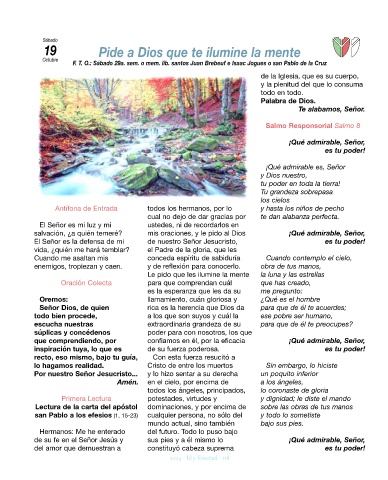 Sábado
19
Octubre
Pide a Dios que te ilumine la mente
F. T. O.: Sábado 28a. sem. o mem. lib. santos Juan Brebeuf e Isaac Jogues o san Pablo de la Cruz
Antífona de Entrada
El Señor es mi luz y mi
salvación, ¿a quién temeré?
El Señor es la defensa de mi
vida, ¿quién me hará temblar?
Cuando me asaltan mis
enemigos, tropiezan y caen.
Oración Colecta
Oremos:
Señor Dios, de quien
todo bien procede,
escucha nuestras
súplicas y concédenos
que comprendiendo, por
inspiración tuya, lo que es
recto, eso mismo, bajo tu guía,
lo hagamos realidad.
Por nuestro Señor Jesucristo...
Amén.
Primera Lectura
Lectura de la carta del apóstol
san Pablo a los efesios (1, 15-23)
Hermanos: Me he enterado
de su fe en el Señor Jesús y
del amor que demuestran a
todos los hermanos, por lo
cual no dejo de dar gracias por
ustedes, ni de recordarlos en
mis oraciones, y le pido al Dios
de nuestro Señor Jesucristo,
el Padre de la gloria, que les
conceda espíritu de sabiduría
y de reflexión para conocerlo.
Le pido que les ilumine la mente
para que comprendan cuál
es la esperanza que les da su
llamamiento, cuán gloriosa y
rica es la herencia que Dios da
a los que son suyos y cuál la
extraordinaria grandeza de su
poder para con nosotros, los que
confiamos en él, por la eficacia
de su fuerza poderosa.
Con esta fuerza resucitó a
Cristo de entre los muertos
y lo hizo sentar a su derecha
en el cielo, por encima de
todos los ángeles, principados,
potestades, virtudes y
dominaciones, y por encima de
cualquier persona, no sólo del
mundo actual, sino también
del futuro. Todo lo puso bajo
sus pies y a él mismo lo
constituyó cabeza suprema
de la Iglesia, que es su cuerpo,
y la plenitud del que lo consuma
todo en todo.
Palabra de Dios.
Te alabamos, Señor.
Salmo Responsorial Salmo 8
¡Qué admirable, Señor,
es tu poder!
¡Qué admirable es, Señor
y Dios nuestro,
tu poder en toda la tierra!
Tu grandeza sobrepasa
los cielos
y hasta los niños de pecho
te dan alabanza perfecta.
¡Qué admirable, Señor,
es tu poder!
Cuando contemplo el cielo,
obra de tus manos,
la luna y las estrellas
que has creado,
me pregunto:
¿Qué es el hombre
para que de él te acuerdes;
ese pobre ser humano,
para que de él te preocupes?
¡Qué admirable, Señor,
es tu poder!
Sin embargo, lo hiciste
un poquito inferior
a los ángeles,
lo coronaste de gloria
y dignidad; le diste el mando
sobre las obras de tus manos
y todo lo sometiste
bajo sus pies.
¡Qué admirable, Señor,
es tu poder!